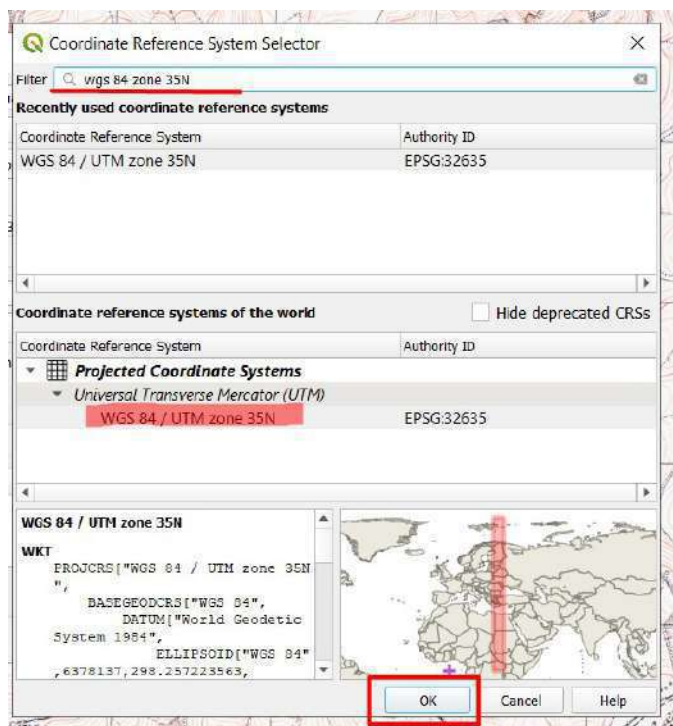 Coordinate Reference System Selector
Filter wgs 84 zone 35N
Recently used coordinate reference systems
Coordinate Reference System Authority ID
WGS 84 / UTM zone 35N EPSG:32635
Coordinate reference systems of the world Hide deprecated CRSs
Coordinate Reference System Authority ID
Projected Coordinate Systems
Universal Transverse Mercator (UTM)
WGS 84 / UTM zone 35N EPSG:32635
WGS 84 / UTM zone 35N
WKT
PROJCRS["WGS 84 / UTM zone 35N
",
BASEGEODCRS["WGS 84",
DATUM["World Geodetic
System 1984",
ELLIPSOID["WGS 84"
,6378137,298.257223563,
OK Cancel Help